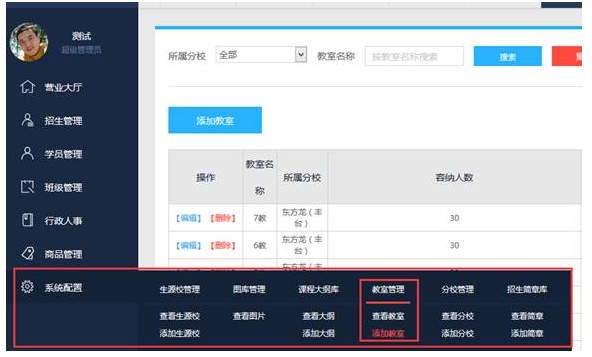 测试
超级管理员
营业大厅
招生管理
学员管理
班级管理
行政人事
商品管理
系统配置
所属分校 全部 教室名称 按教室名称搜索 搜索
添加教室
操作 教室名称 所属分校 容纳人数
【编辑】 【删除】 7教 东方龙（丰台） 30
【编辑】 【删除】 6教 东方龙（丰台） 30
生源校管理 图库管理 课程大纲库 教室管理 分校管理 招生简章库
查看生源校 查看图片 查看大纲 查看教室 查看分校 查看简章
添加生源校 添加大纲 添加教室 添加分校 添加简章